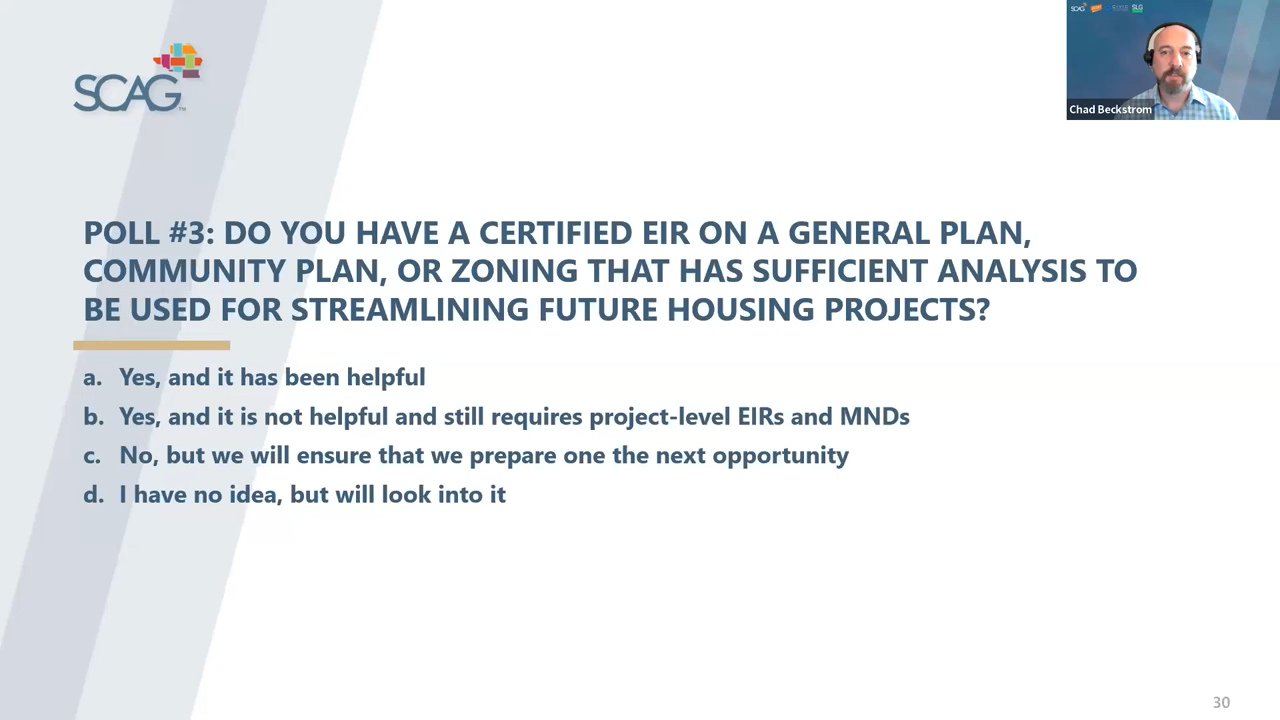 SCAG
SCAG
SLG
Chad Beckstrom
POLL #3: DO YOU HAVE A CERTIFIED EIR ON A GENERAL PLAN,
COMMUNITY PLAN, OR ZONING THAT HAS SUFFICIENT ANALYSIS TO
BE USED FOR STREAMLINING FUTURE HOUSING PROJECTS?
a. Yes, and it has been helpful
b. Yes, and it is not helpful and still requires project-level EIRs and MNDs
c. No, but we will ensure that we prepare one the next opportunity
d. I have no idea, but will look into it
30